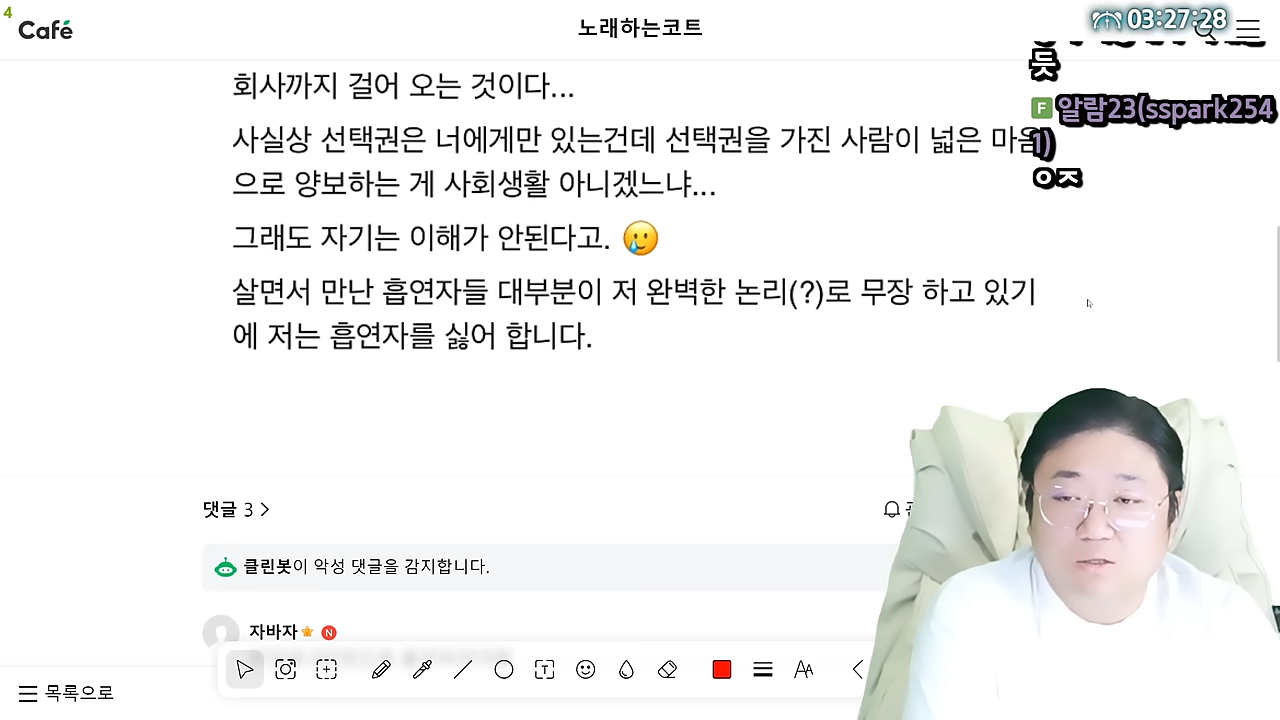 4
Café
노래하는코트
03:27:28
듯
F 알람23(sspark254
1)
ㅇㅈ
회사까지 걸어 오는 것이다...
사실상 선택권은 너에게만 있는건데 선택권을 가진 사람이 넓은 마음
으로 양보하는 게 사회생활 아니겠느냐...
그래도 자기는 이해가 안된다고. 🥲
살면서 만난 흡연자들 대부분이 저 완벽한 논리(?)로 무장 하고 있기
에 저는 흡연자를 싫어 합니다.
댓글 3
클린봇이 악성 댓글을 감지합니다.
자바자 N
목록으로